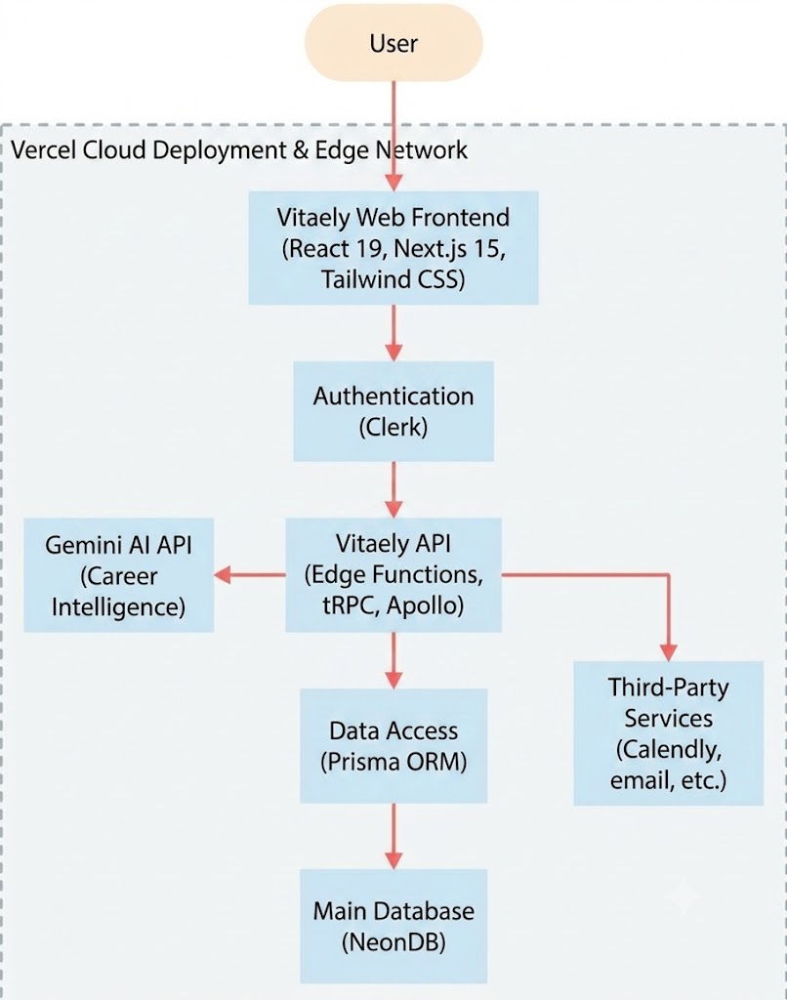 User
Vercel Cloud Deployment & Edge Network
Vitaely Web Frontend
(React 19, Next.js 15,
Tailwind CSS)
Authentication
(Clerk)
Gemini AI API
(Career
Intelligence)
Vitaely API
(Edge Functions,
tRPC, Apollo)
Third-Party
Services
(Calendly,
email, etc.)
Data Access
(Prisma ORM)
Main Database
(NeonDB)